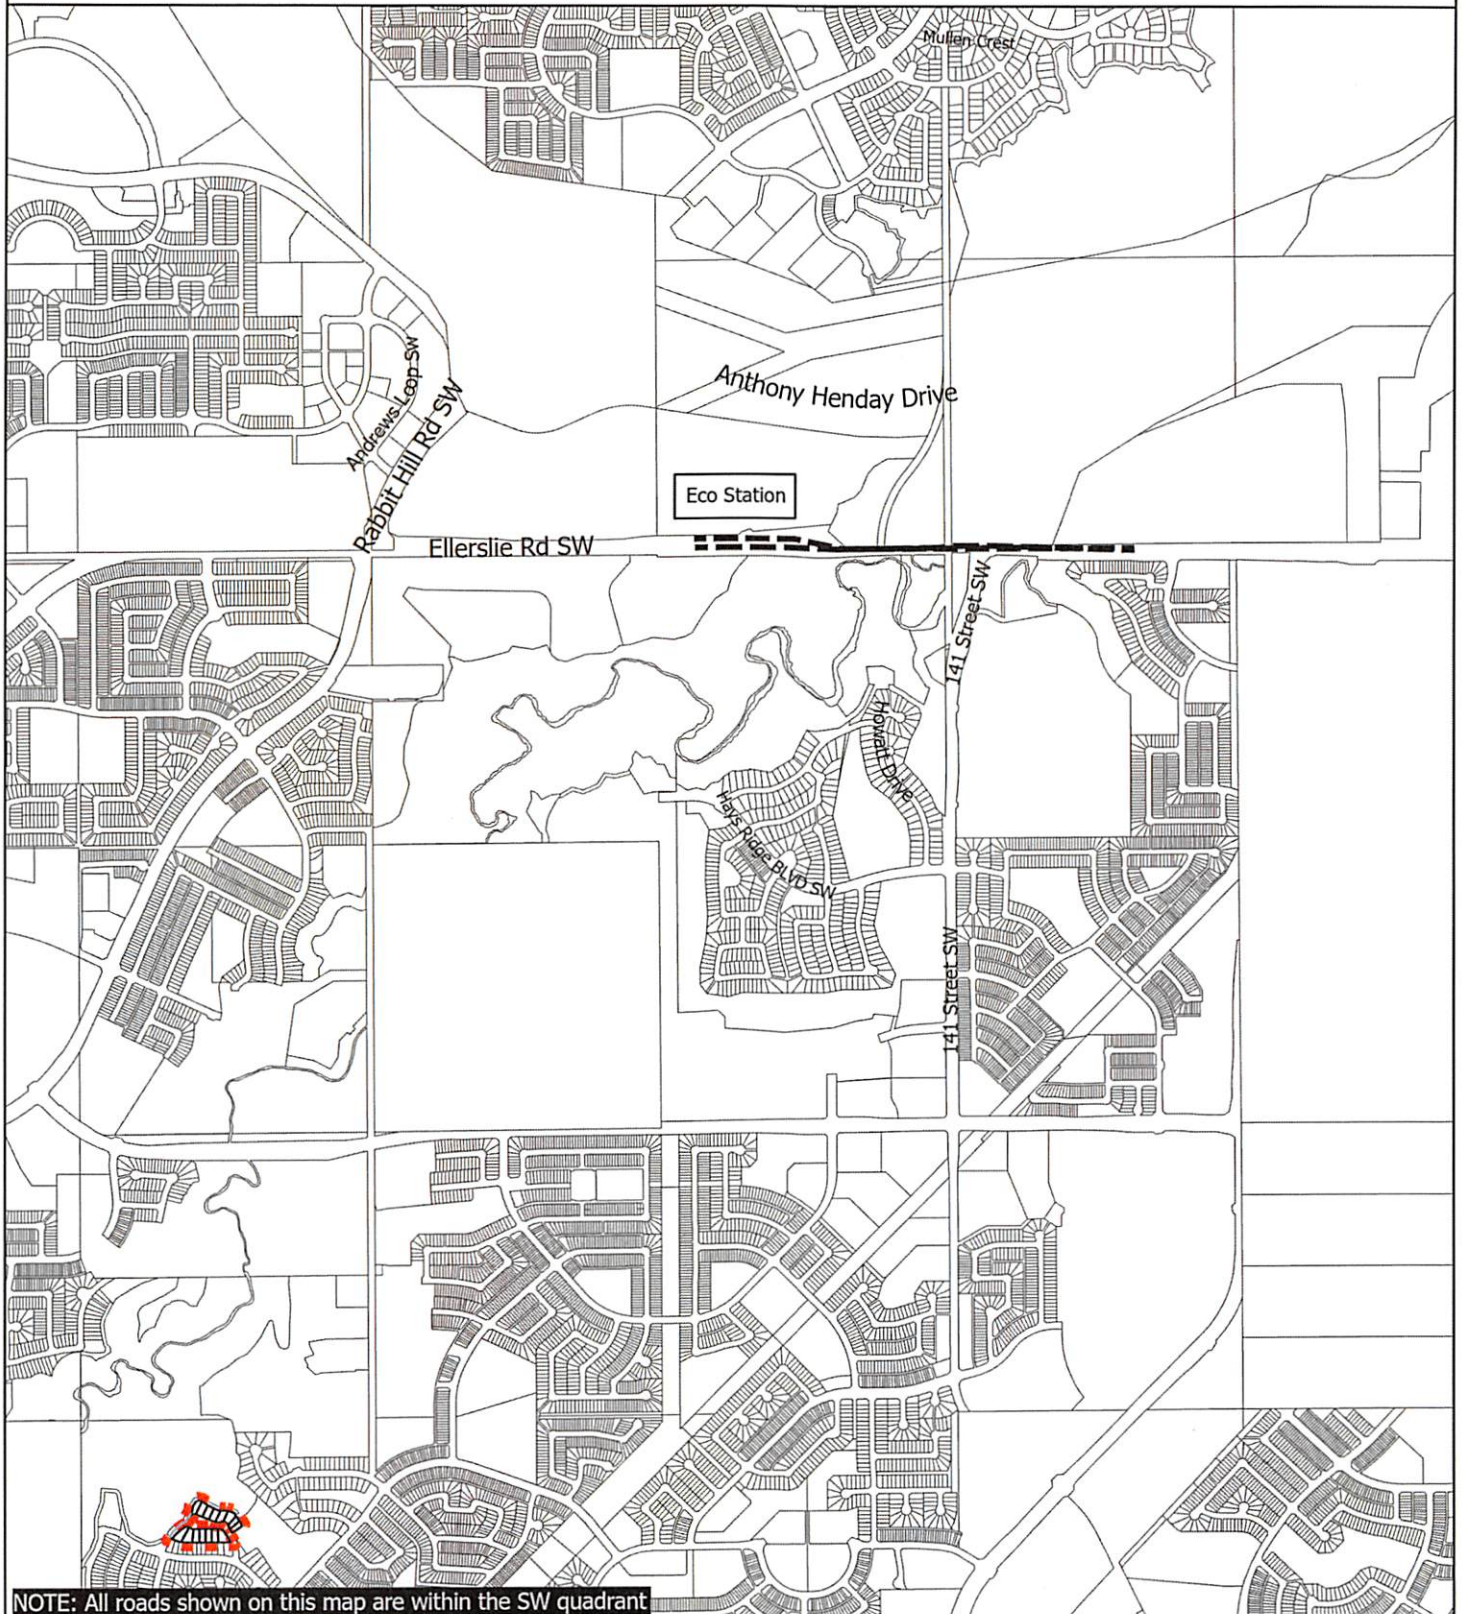 Mullen Crest
Andrews Loop SW
Rabbit Hill Rd SW
Anthony Henday Drive
Eco Station
Ellerslie Rd SW
141 Street SW
Howatt Drive
Hays Ridge BLVD SW
141 Street SW
NOTE: All roads shown on this map are within the SW quadrant